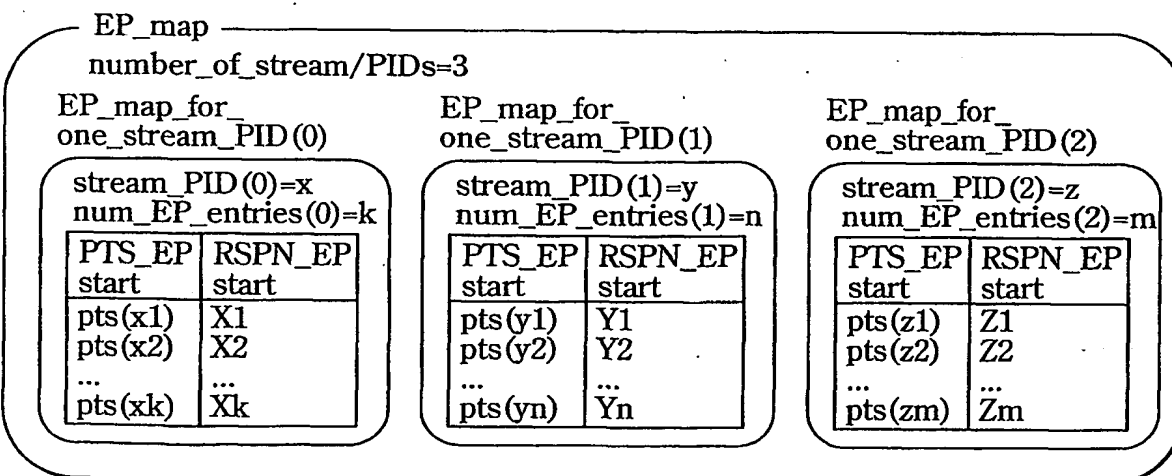 EP_map
number_of_stream/PIDs=3
EP_map_for_
one_stream_PID(0)
stream_PID(0)=x
num_EP_entries(0)=k
PTS_EP RSPN_EP
start start
pts(x1) X1
pts(x2) X2
... ...
pts(xk) Xk
EP_map_for_
one_stream_PID(1)
stream_PID(1)=y
num_EP_entries(1)=n
PTS_EP RSPN_EP
start start
pts(y1) Y1
pts(y2) Y2
... ...
pts(yn) Yn
EP_map_for_
one_stream_PID(2)
stream_PID(2)=z
num_EP_entries(2)=m
PTS_EP RSPN_EP
start start
pts(z1) Z1
pts(z2) Z2
... ...
pts(zm) Zm